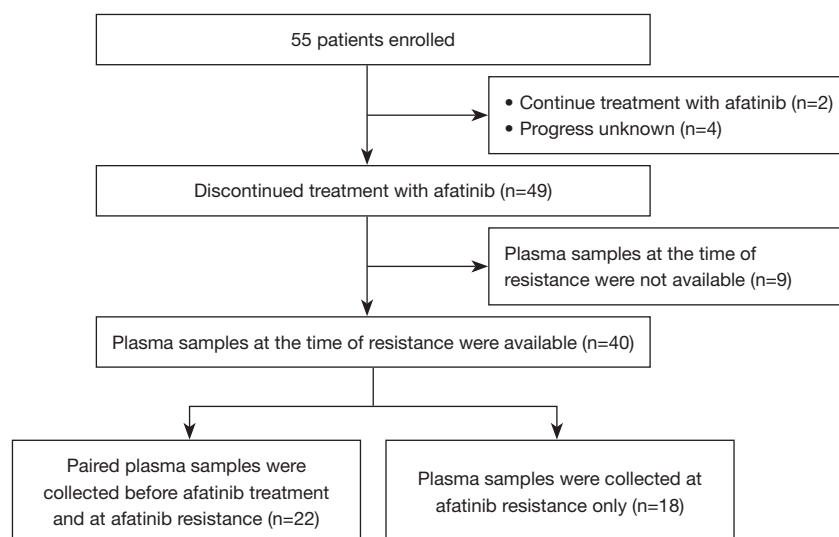 55 patients enrolled
• Continue treatment with afatinib (n=2)
• Progress unknown (n=4)
Discontinued treatment with afatinib (n=49)
Plasma samples at the time of
resistance were not available (n=9)
Plasma samples at the time of resistance were available (n=40)
Paired plasma samples were
collected before afatinib treatment
and at afatinib resistance (n=22)
Plasma samples were collected at
afatinib resistance only (n=18)